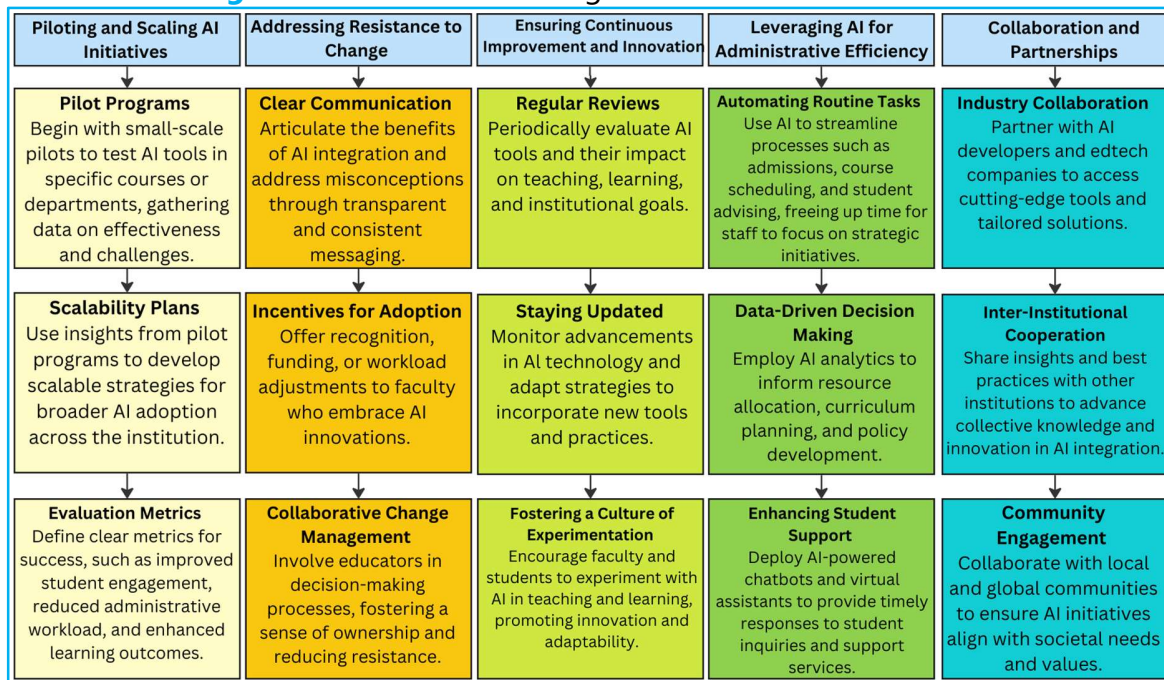 Piloting and Scaling AI
Initiatives
Pilot Programs
Begin with small-scale
pilots to test AI tools in
specific courses or
departments, gathering
data on effectiveness
and challenges.
Scalability Plans
Use insights from pilot
programs to develop
scalable strategies for
broader AI adoption
across the institution.
Evaluation Metrics
Define clear metrics for
success, such as improved
student engagement,
reduced administrative
workload, and enhanced
learning outcomes.
Addressing Resistance to
Change
Clear Communication
Articulate the benefits
of AI integration and
address misconceptions
through transparent
and consistent
messaging.
Incentives for Adoption
Offer recognition,
funding, or workload
adjustments to faculty
who embrace AI
innovations.
Collaborative Change
Management
Involve educators in
decision-making
processes, fostering a
sense of ownership and
reducing resistance.
Ensuring Continuous
Improvement and Innovation
Regular Reviews
Periodically evaluate AI
tools and their impact
on teaching, learning,
and institutional goals.
Staying Updated
Monitor advancements
in AI technology and
adapt strategies to
incorporate new tools
and practices.
Fostering a Culture of
Experimentation
Encourage faculty and
students to experiment with
AI in teaching and learning,
promoting innovation and
adaptability.
Leveraging AI for
Administrative Efficiency
Automating Routine Tasks
Use AI to streamline
processes such as
admissions, course
scheduling, and student
advising, freeing up time for
staff to focus on strategic
initiatives.
Data-Driven Decision
Making
Employ AI analytics to
inform resource
allocation, curriculum
planning, and policy
development.
Enhancing Student
Support
Deploy AI-powered
chatbots and virtual
assistants to provide timely
responses to student
inquiries and support
services.
Collaboration and
Partnerships
Industry Collaboration
Partner with AI
developers and edtech
companies to access
cutting-edge tools and
tailored solutions.
Inter-Institutional
Cooperation
Share insights and best
practices with other
institutions to advance
collective knowledge and
innovation in AI integration.
Community
Engagement
Collaborate with local
and global communities
to ensure AI initiatives
align with societal needs
and values.